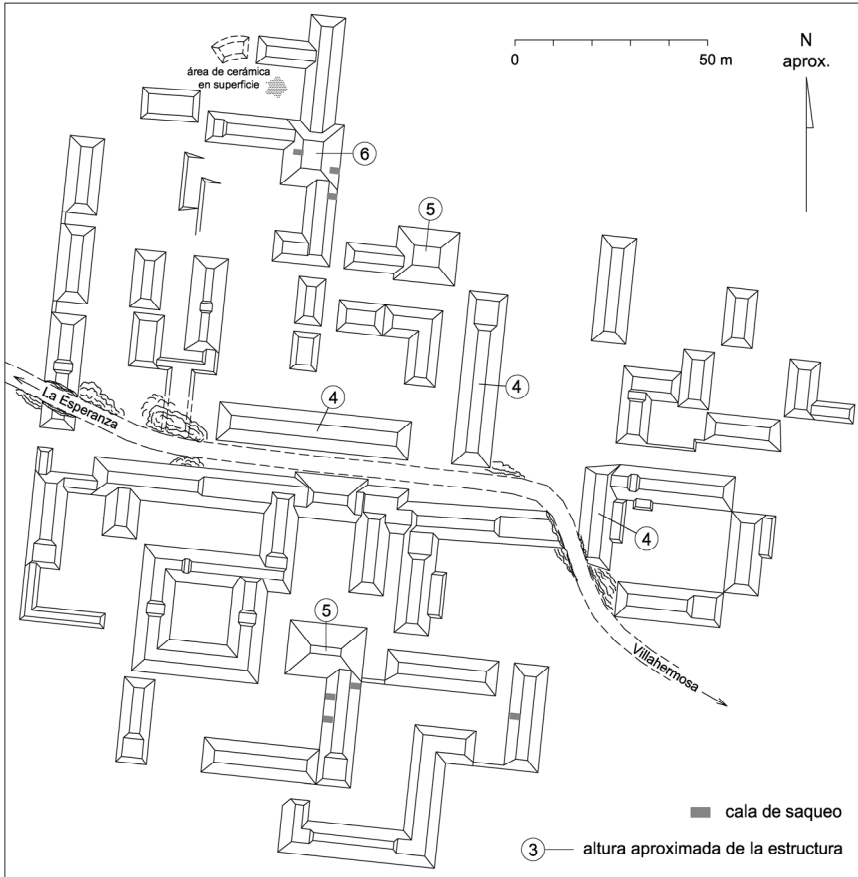 0
50 m
N
aprox.
área de cerámica
en superficie
6
5
4
4
La Esperanza
4
5
Villahermosa
cala de saqueo
3 altura aproximada de la estructura